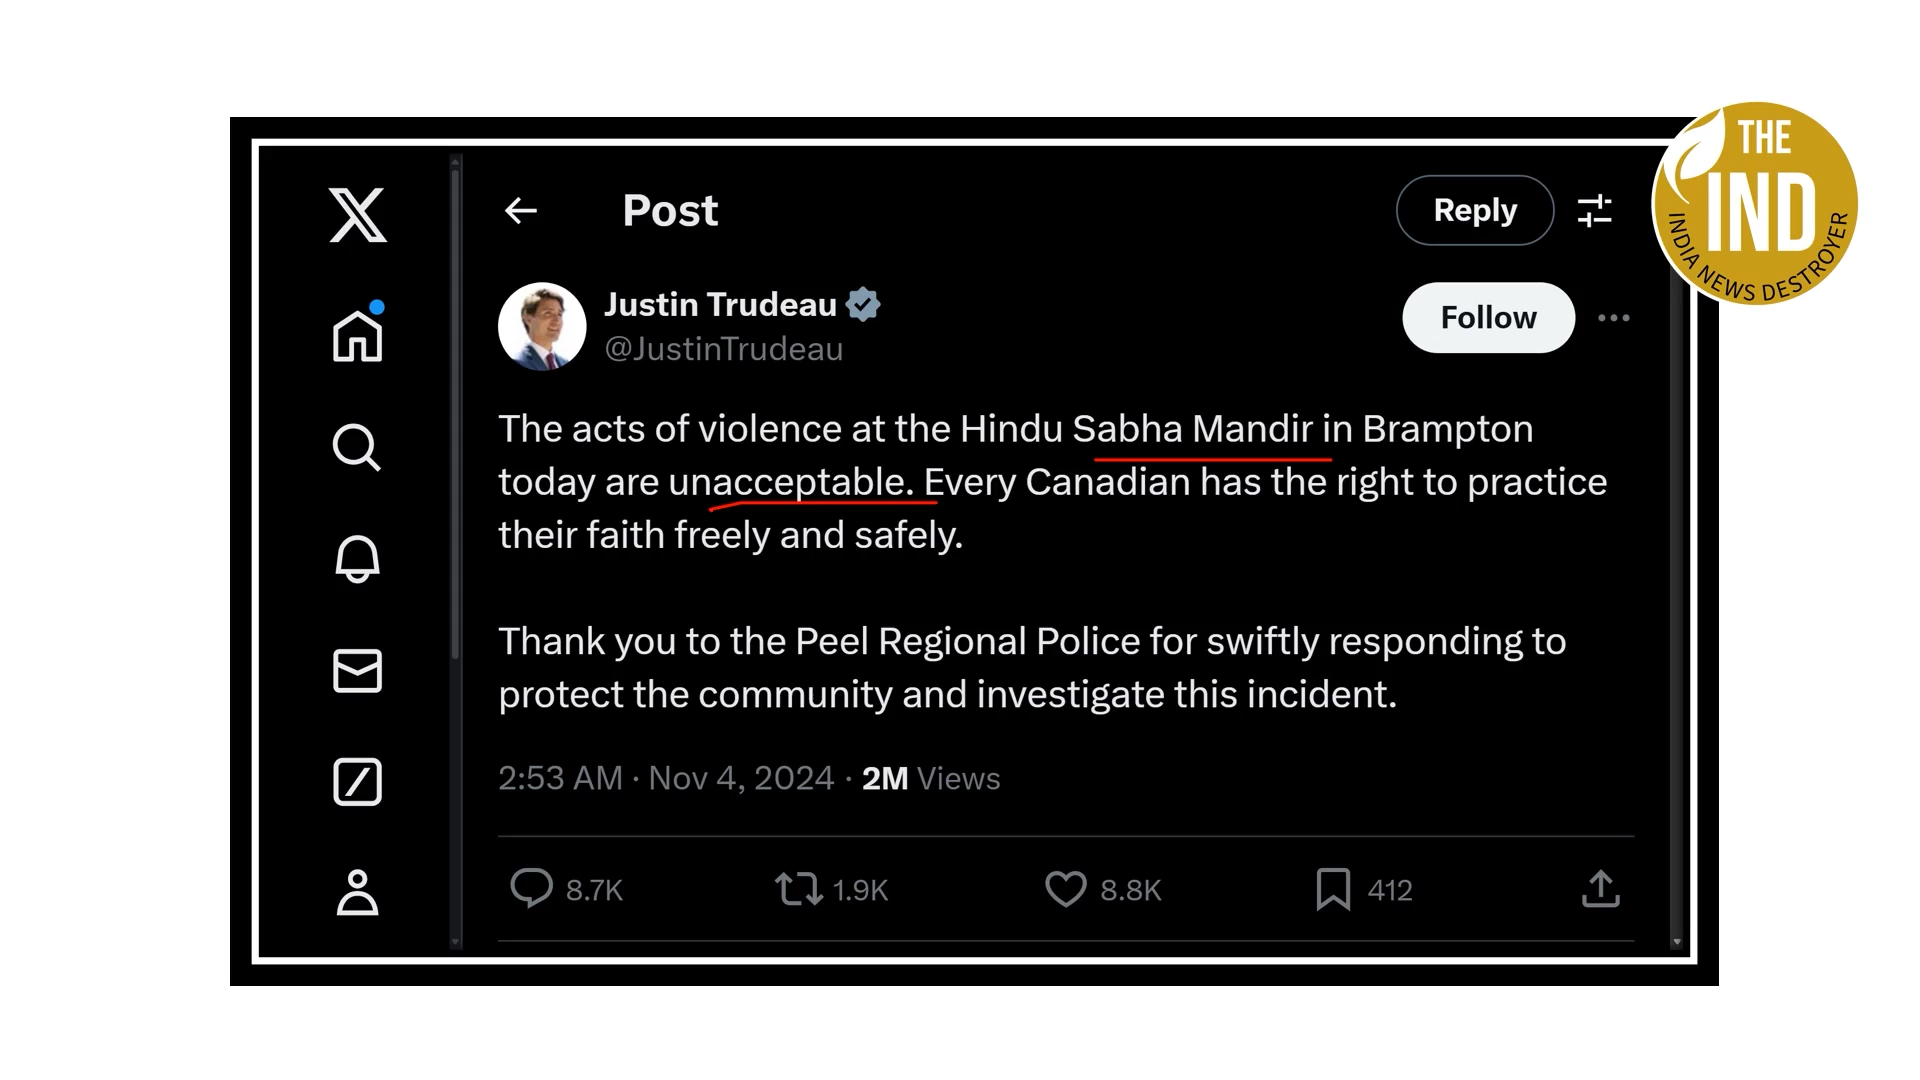 THE
IND
INDIA NEWS DESTROYER
Post
Reply
Justin Trudeau
@JustinTrudeau
Follow
The acts of violence at the Hindu Sabha Mandir in Brampton
today are unacceptable. Every Canadian has the right to practice
their faith freely and safely.
Thank you to the Peel Regional Police for swiftly responding to
protect the community and investigate this incident.
2:53 AM · Nov 4, 2024 · 2M Views
8.7K 1.9K 8.8K 412